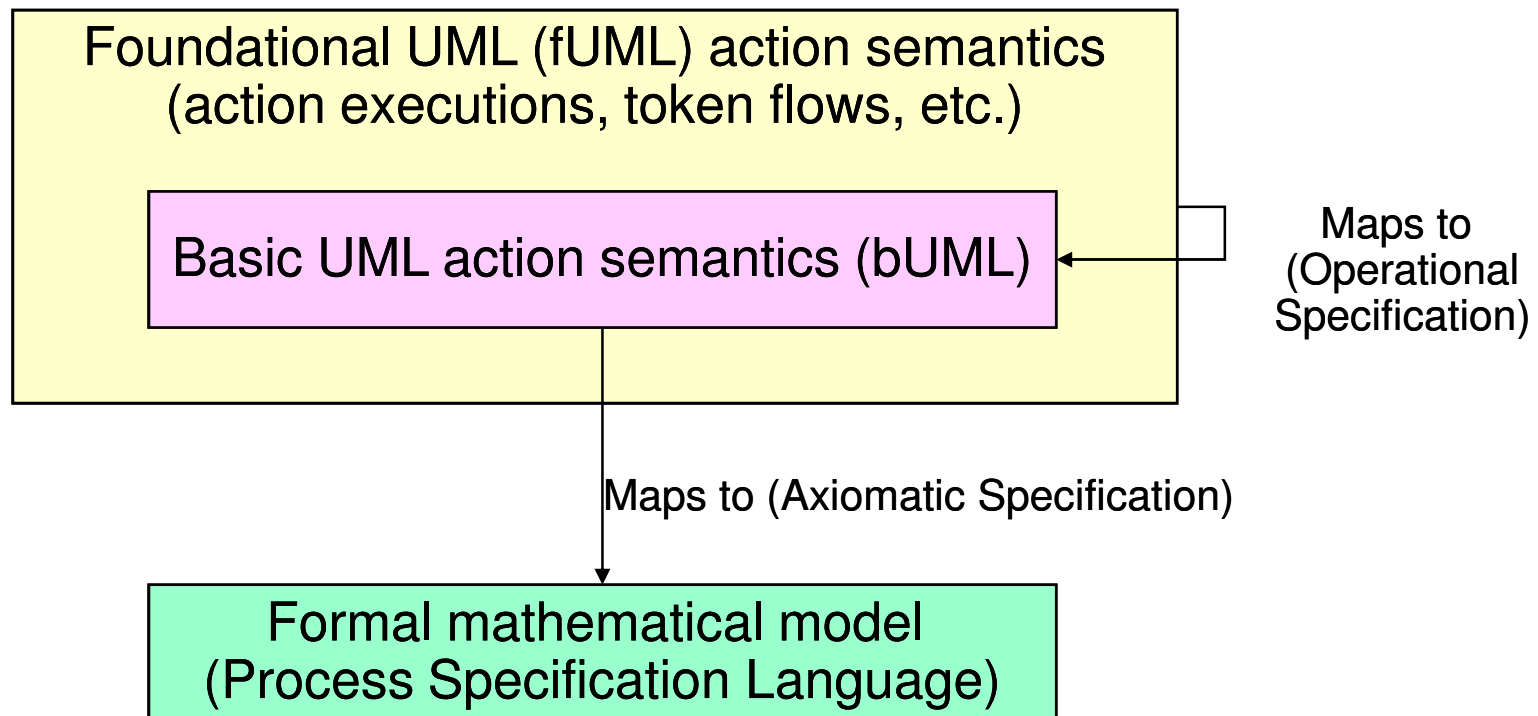 Foundational UML (fUML) action semantics
(action executions, token flows, etc.)
Basic UML action semantics (bUML)
Maps to
(Operational
Specification)
Maps to (Axiomatic Specification)
Formal mathematical model
(Process Specification Language)